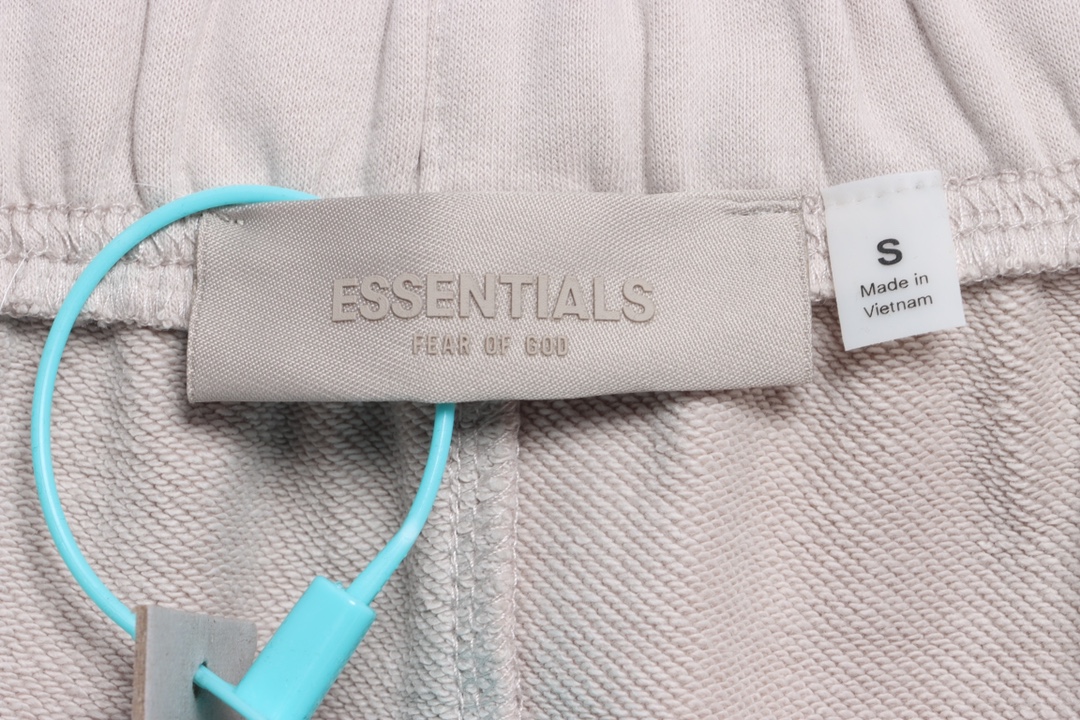 ESSENTIALS
FEAR OF GOD
S
Made in
Vietnam